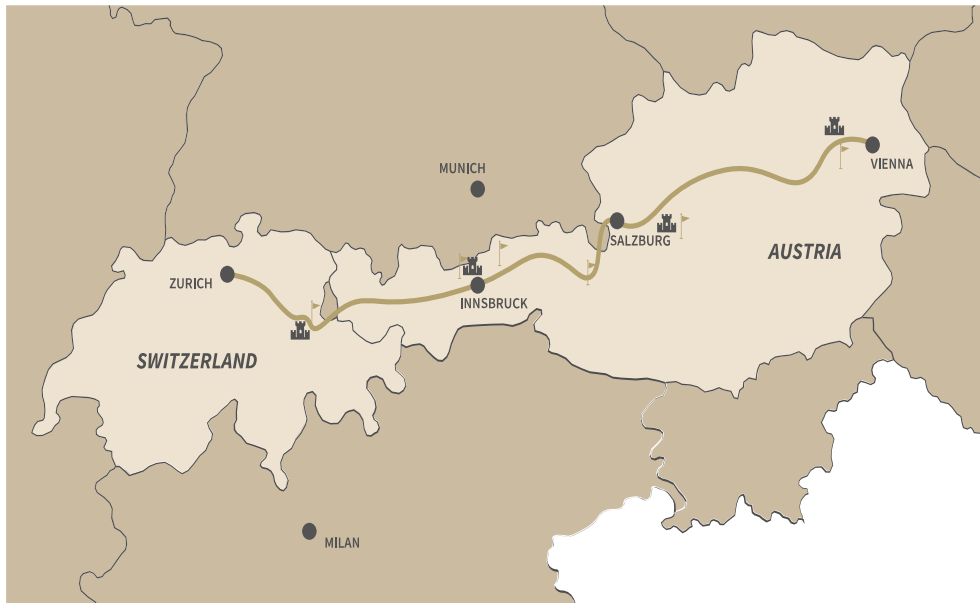 MUNICH
VIENNA
SALZBURG
AUSTRIA
ZURICH
INNSBRUCK
SWITZERLAND
MILAN